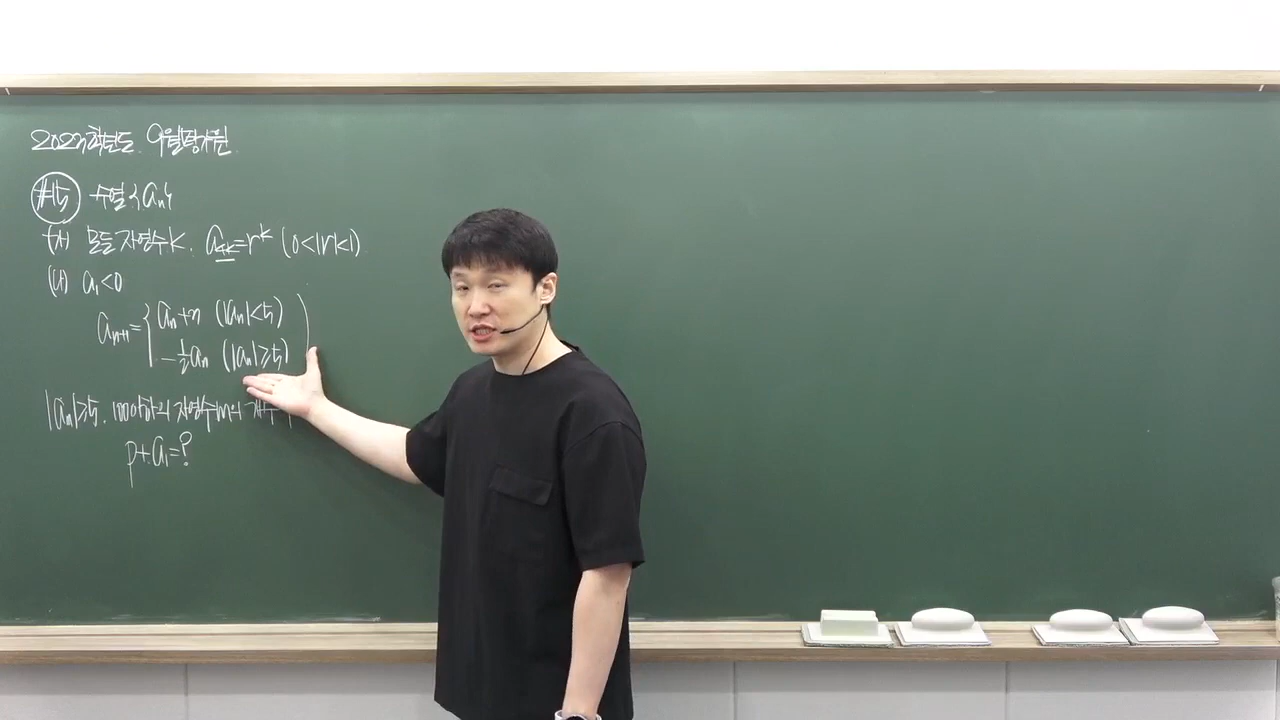 2023학년도 9월평가원
#15 수열 {aₙ}
(가) 모든 자연수 k. a₄ₖ=rᵏ (0<|r|<1)
(나) a₁<0
aₙ₊₁= { aₙ+n (|aₙ|<5)
-½aₙ (|aₙ|≥5)
|aₘ|≥5. 100이하의 자연수 m의 개수
p+a₁=?